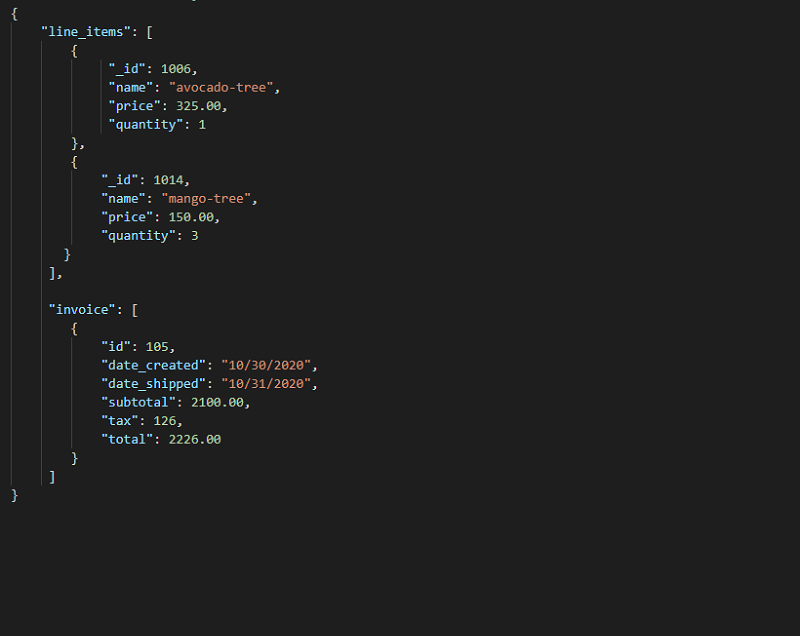 {
"line_items": [
{
"_id": 1006,
"name": "avocado-tree",
"price": 325.00,
"quantity": 1
},
{
"_id": 1014,
"name": "mango-tree",
"price": 150.00,
"quantity": 3
}
],
"invoice": [
{
"id": 105,
"date_created": "10/30/2020",
"date_shipped": "10/31/2020",
"subtotal": 2100.00,
"tax": 126,
"total": 2226.00
}
]
}